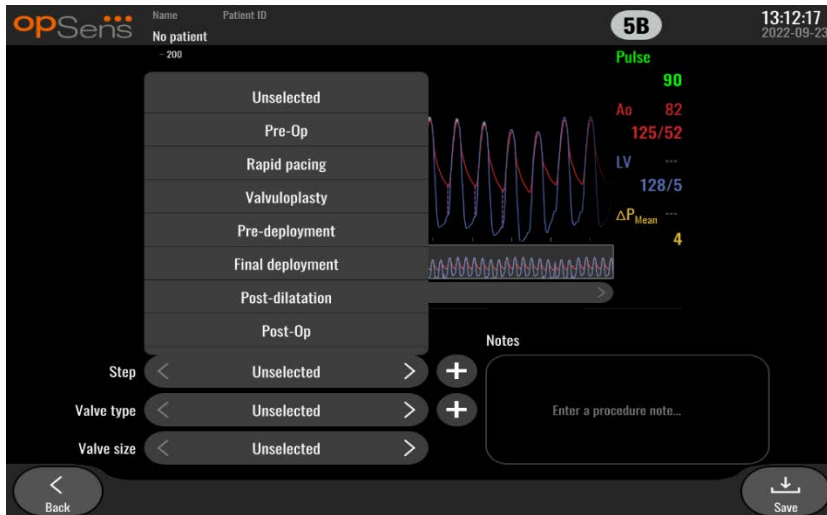 opSens
Name Patient ID
No patient
5B
13:12:17
2022-09-23
200
Pulse
90
Ao 82
125/52
LV ---
128/5
ΔPMean ---
4
Unselected
Pre-Op
Rapid pacing
Valvuloplasty
Pre-deployment
Final deployment
Post-dilatation
Post-Op
Notes
Step < Unselected > +
Valve type < Unselected > +
Enter a procedure note...
Valve size < Unselected >
Back
Save